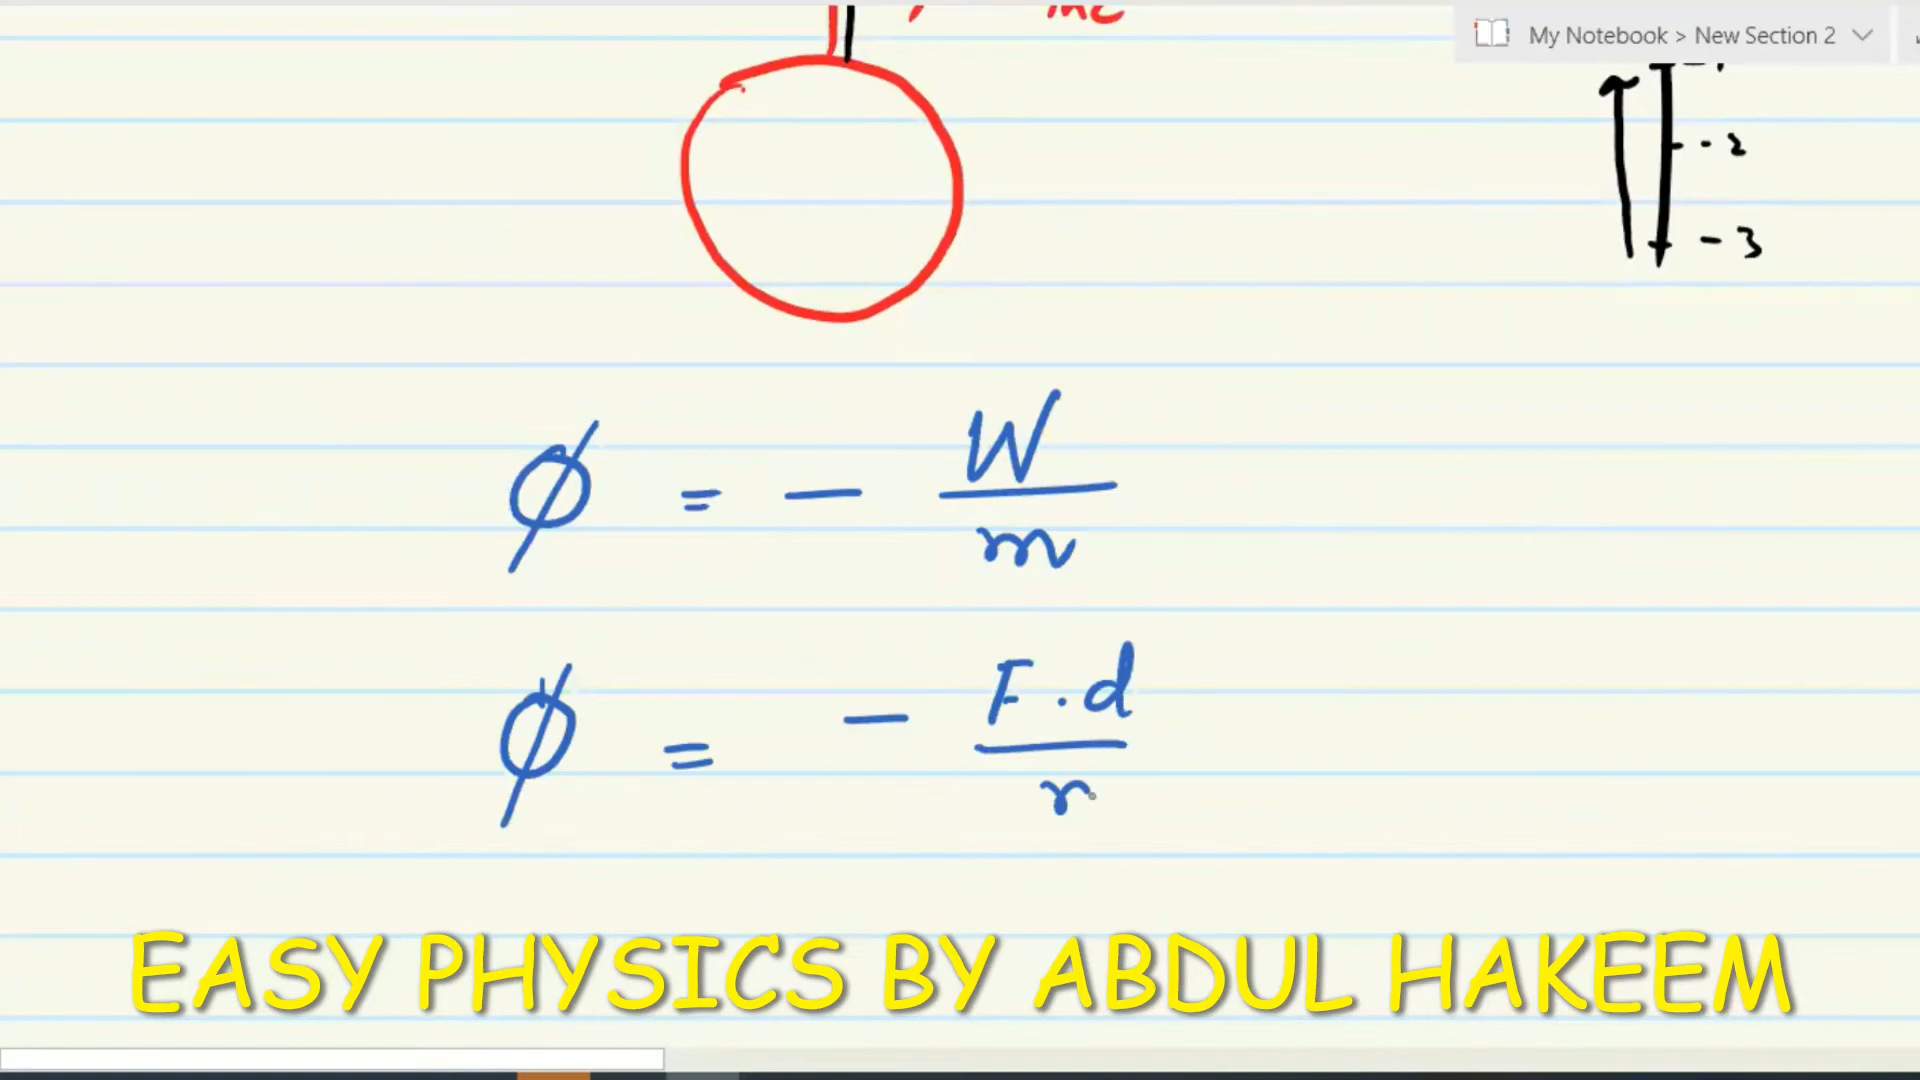 My Notebook > New Section 2
- 2
- 3
ϕ = - W / m
ϕ = - F . d / r
EASY PHYSICS BY ABDUL HAKEEM